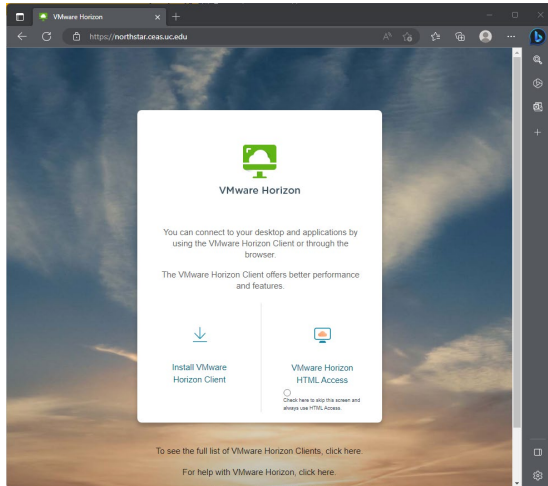 VMware Horizon
https://northstar.ceas.uc.edu
VMware Horizon
You can connect to your desktop and applications by
using the VMware Horizon Client or through the
browser.
The VMware Horizon Client offers better performance
and features.
Install VMware
Horizon Client
VMware Horizon
HTML Access
Check here to skip this screen and
always use HTML Access.
To see the full list of VMware Horizon Clients, click here.
For help with VMware Horizon, click here.